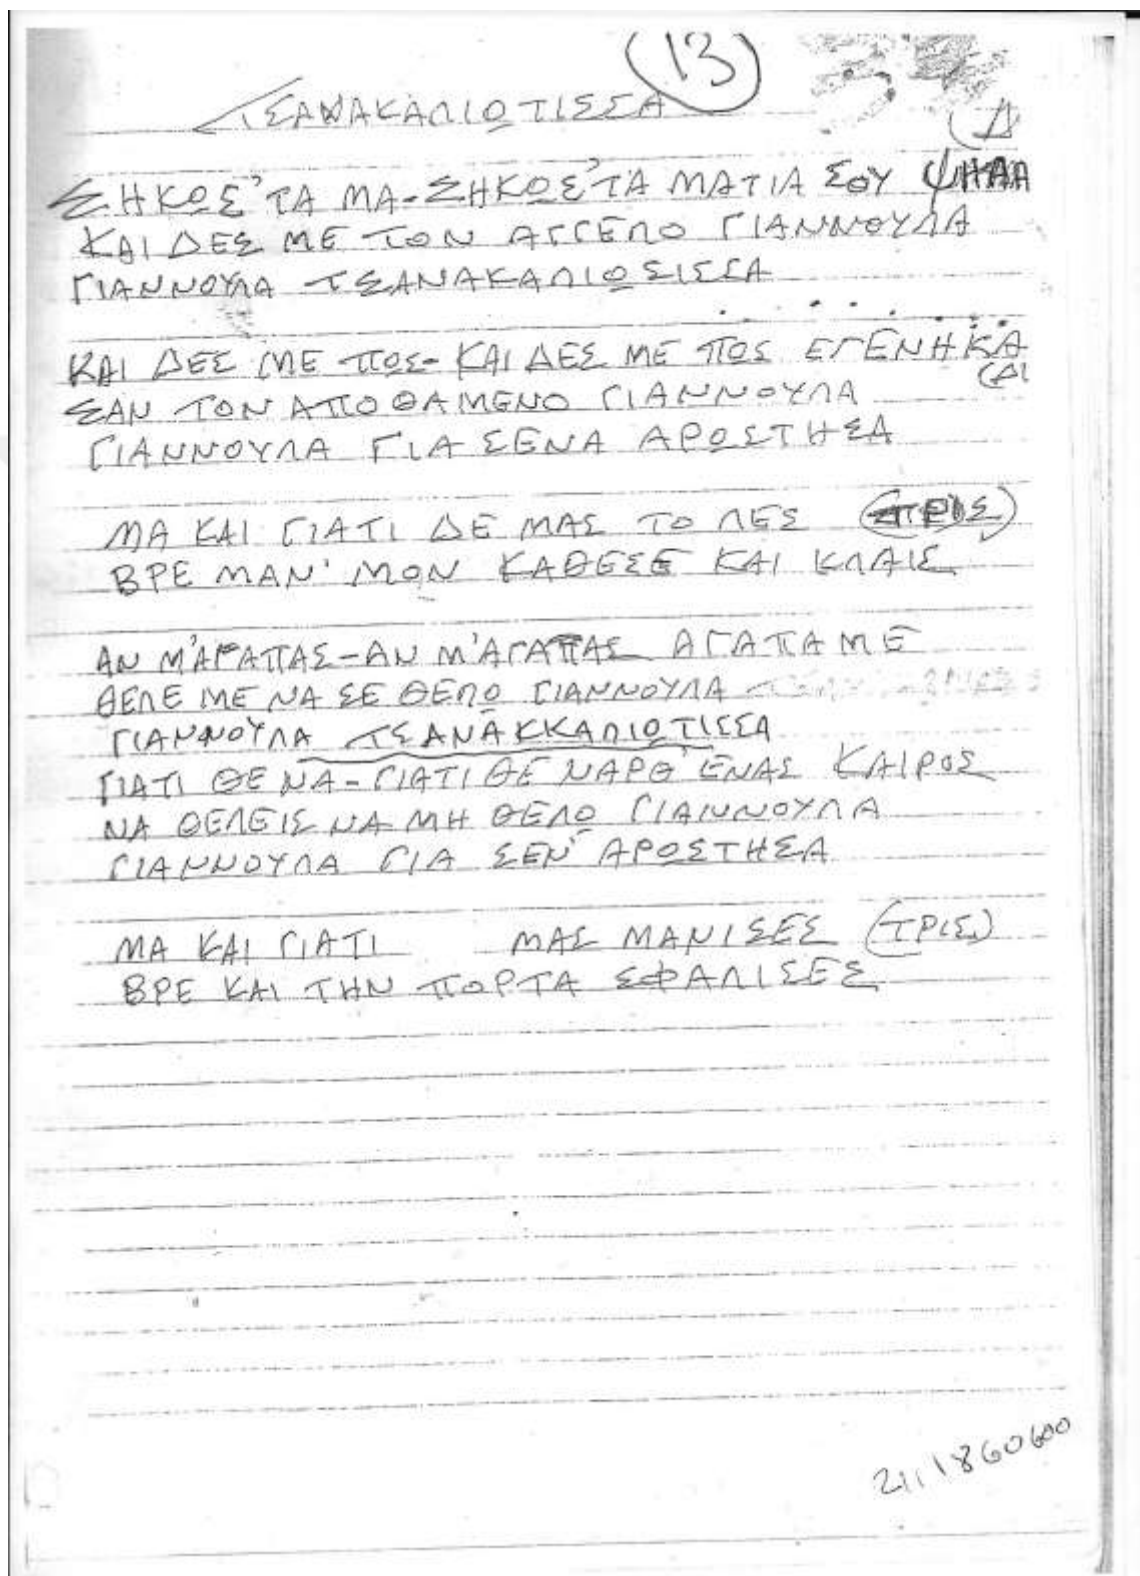 13
ΤΣΑΝΑΚΑΛΙΩΤΙΣΣΑ
Δ
ΣΗΚΩΣ'ΤΑ ΜΑ-ΣΗΚΩΣ'ΤΑ ΜΑΤΙΑ ΣΟΥ ΨΗΛΑ
ΚΑΙ ΔΕΣ ΜΕ ΤΟΝ ΑΓΓΕΛΟ ΓΙΑΝΝΟΥΛΑ
ΓΙΑΝΝΟΥΛΑ ΤΣΑΝΑΚΑΛΙΩΣΙΣΣΑ
ΚΑΙ ΔΕΣ ΜΕ ΠΩΣ-ΚΑΙ ΔΕΣ ΜΕ ΠΩΣ ΕΓΕΝΗΚΑ
ΣΑΝ ΤΟΝ ΑΠΟΘΑΜΕΝΟ ΓΙΑΝΝΟΥΛΑ
ΓΙΑΝΝΟΥΛΑ ΓΙΑ ΣΕΝΑ ΑΡΩΣΤΗΣΑ
ΜΑ ΚΑΙ ΓΙΑΤΙ ΔΕ ΜΑΣ ΤΟ ΛΕΣ (ΤΡΙΣ)
ΒΡΕ ΜΑΝ' ΜΟΝ ΚΑΘΕΣΕ ΚΑΙ ΚΛΑΙΣ
ΑΝ Μ'ΑΓΑΠΑΣ-ΑΝ Μ'ΑΓΑΠΑΣ ΑΓΑΠΑ ΜΕ
ΘΕΛΕ ΜΕ ΝΑ ΣΕ ΘΕΛΩ ΓΙΑΝΝΟΥΛΑ
ΓΙΑΝΝΟΥΛΑ ΤΣΑΝΑΚΚΑΛΙΩΤΙΣΣΑ
ΓΙΑΤΙ ΘΕ ΝΑ-ΓΙΑΤΙ ΘΕ ΝΑΡΘ' ΕΝΑΣ ΚΑΙΡΟΣ
ΝΑ ΘΕΛΕΙΣ ΝΑ ΜΗ ΘΕΛΩ ΓΙΑΝΝΟΥΛΑ
ΓΙΑΝΝΟΥΛΑ ΓΙΑ ΣΕΝ' ΑΡΩΣΤΗΣΑ
ΜΑ ΚΑΙ ΓΙΑΤΙ ΜΑΣ ΜΑΝΙΣΕΣ (ΤΡΙΣ)
ΒΡΕ ΚΑΙ ΤΗΝ ΠΟΡΤΑ ΣΦΑΛΙΣΕΣ
2111860600